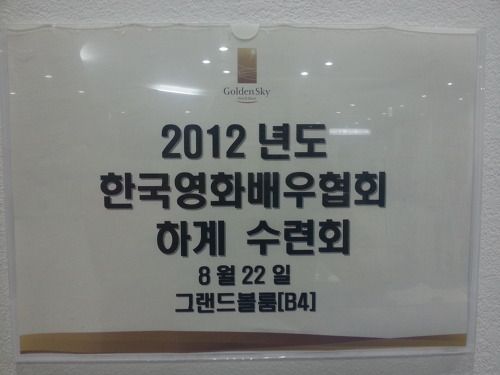 GoldenSky
2012 년도
한국영화배우협회
하계 수련회
8 월 22 일
그랜드볼룸[B4]